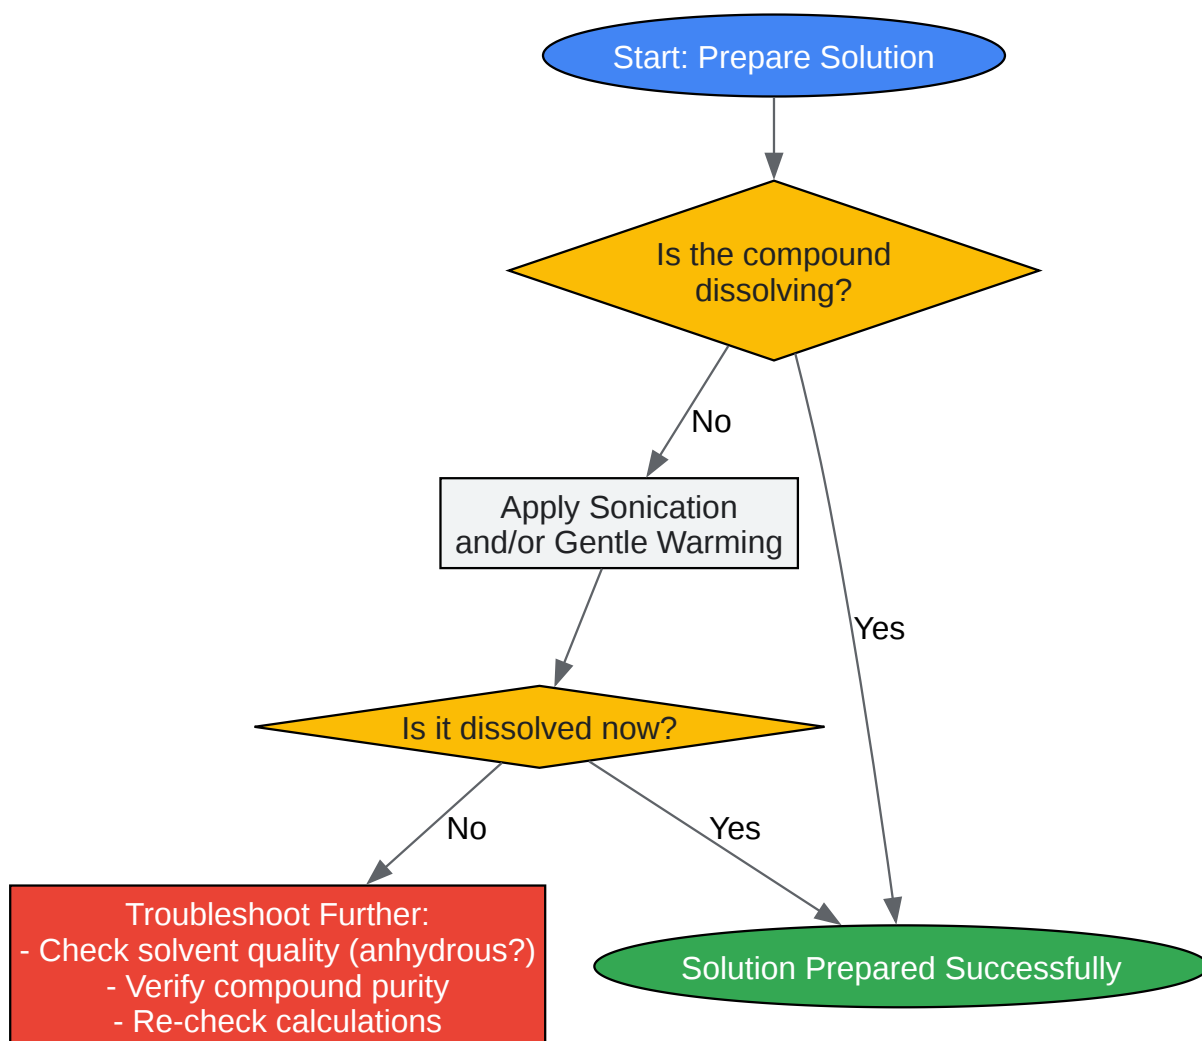 Start: Prepare Solution
Is the compound
dissolving?
No
Apply Sonication
and/or Gentle Warming
Yes
Is it dissolved now?
No
Yes
Troubleshoot Further:
- Check solvent quality (anhydrous?)
- Verify compound purity
- Re-check calculations
Solution Prepared Successfully